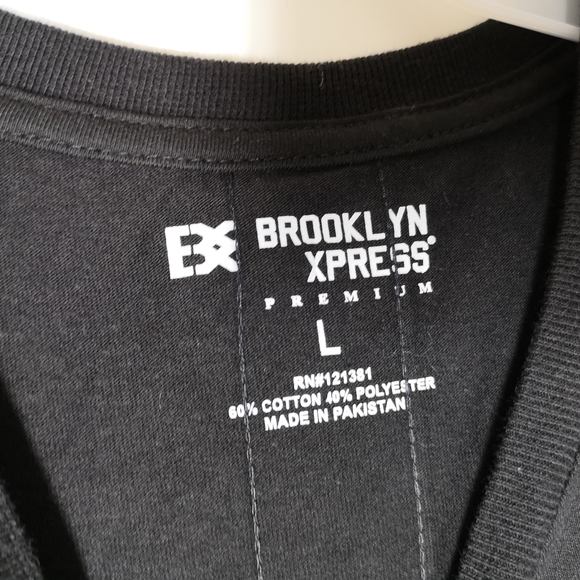 BX BROOKLYN
XPRESS®
PREMIUM
L
RN#121381
60% COTTON 40% POLYESTER
MADE IN PAKISTAN